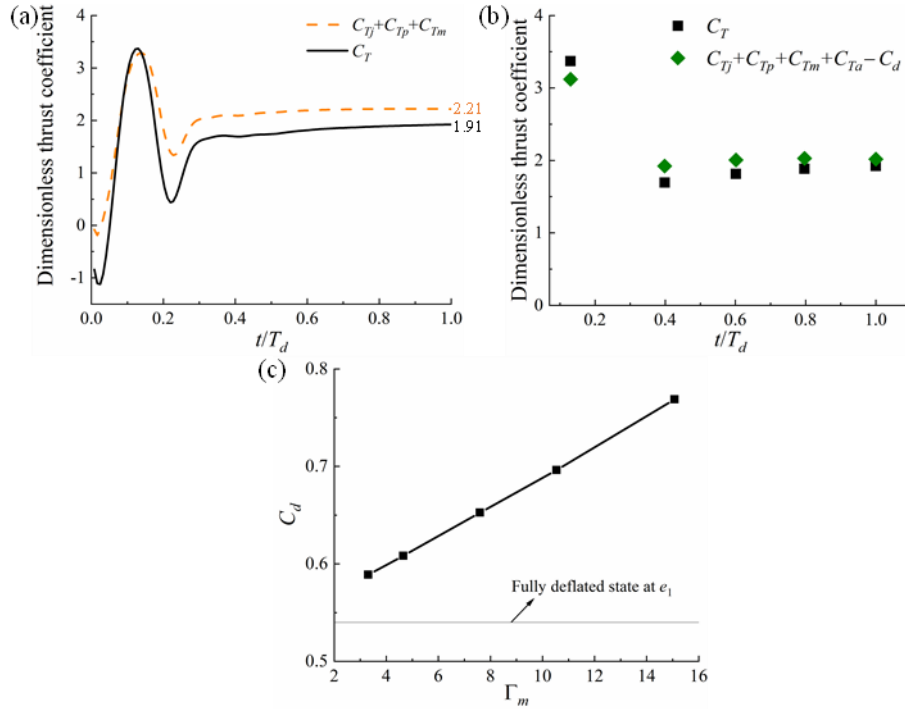 (a)
Dimensionless thrust coefficient
4
3
2
1
0
-1
C_Tj+C_Tp+C_Tm
C_T
2.21
1.91
0.0 0.2 0.4 0.6 0.8 1.0
t/T_d
(b)
Dimensionless thrust coefficient
4
3
2
1
0
C_T
C_Tj+C_Tp+C_Tm+C_Ta−C_d
0.2 0.4 0.6 0.8 1.0
t/T_d
(c)
C_d
0.8
0.7
0.6
0.5
Fully deflated state at e_1
2 4 6 8 10 12 14 16
Γ_m